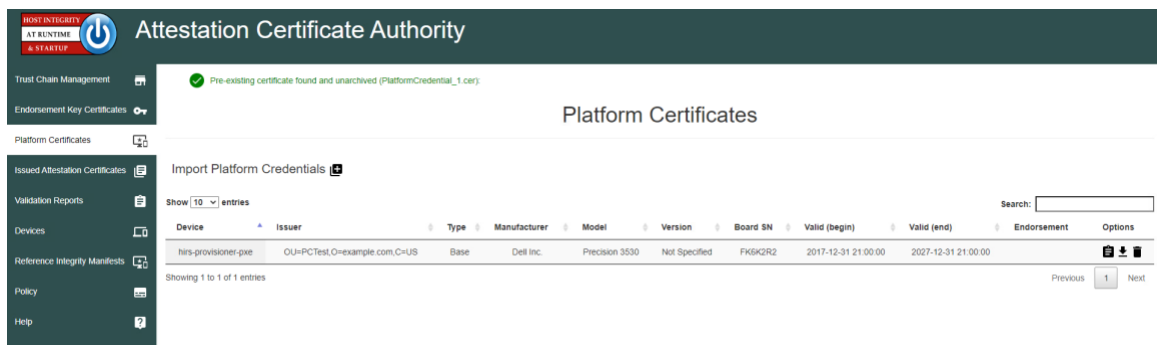 HOST INTEGRITY
AT RUNTIME
& STARTUP
Attestation Certificate Authority
Trust Chain Management
Endorsement Key Certificates
Platform Certificates
Issued Attestation Certificates
Validation Reports
Devices
Reference Integrity Manifests
Policy
Help
Pre-existing certificate found and unarchived (PlatformCredential_1.cer):
Platform Certificates
Import Platform Credentials
Show 10 entries
Search:
Device Issuer Type Manufacturer Model Version Board SN Valid (begin) Valid (end) Endorsement Options
hirs-provisioner-pxe OU=PCTest,O=example.com,C=US Base Dell Inc. Precision 3530 Not Specified FK6K2R2 2017-12-31 21:00:00 2027-12-31 21:00:00
Showing 1 to 1 of 1 entries
Previous 1 Next